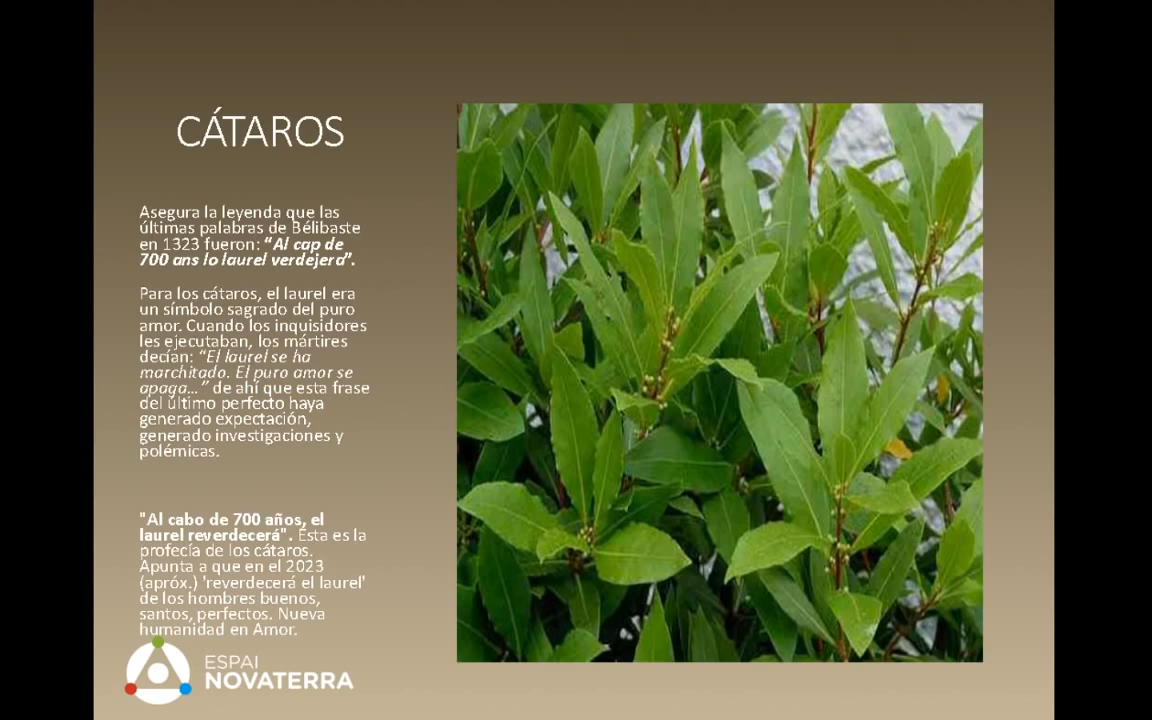 CÁTAROS
Asegura la leyenda que las
últimas palabras de Bélibaste
en 1323 fueron: “Al cap de
700 ans lo laurel verdejera”.
Para los cátaros, el laurel era
un símbolo sagrado del puro
amor. Cuando los inquisidores
les ejecutaban, los mártires
decían: “El laurel se ha
marchitado. El puro amor se
apaga…” de ahí que esta frase
del último perfecto haya
generado expectación,
generado investigaciones y
polémicas.
"Al cabo de 700 años, el
laurel reverdecerá". Esta es la
profecía de los cátaros.
Apunta a que en el 2023
(apróx.) 'reverdecerá el laurel'
de los hombres buenos,
santos, perfectos. Nueva
humanidad en Amor.
ESPAI
NOVATERRA